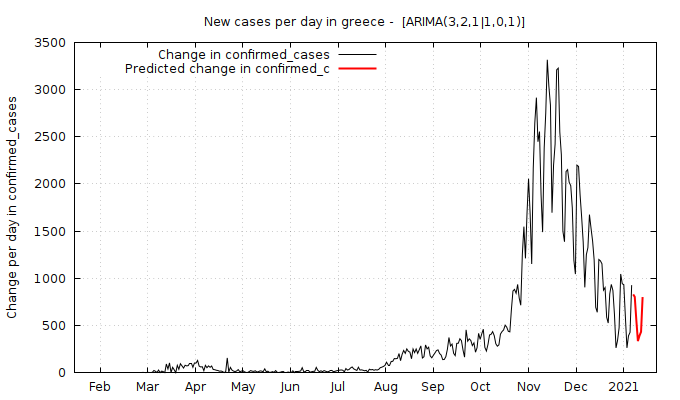 New cases per day in greece -  [ARIMA(3,2,1|1,0,1)]
Change in confirmed_cases
Predicted change in confirmed_c
Change per day in confirmed_cases
3500
3000
2500
2000
1500
1000
500
0
Feb Mar Apr May Jun Jul Aug Sep Oct Nov Dec 2021